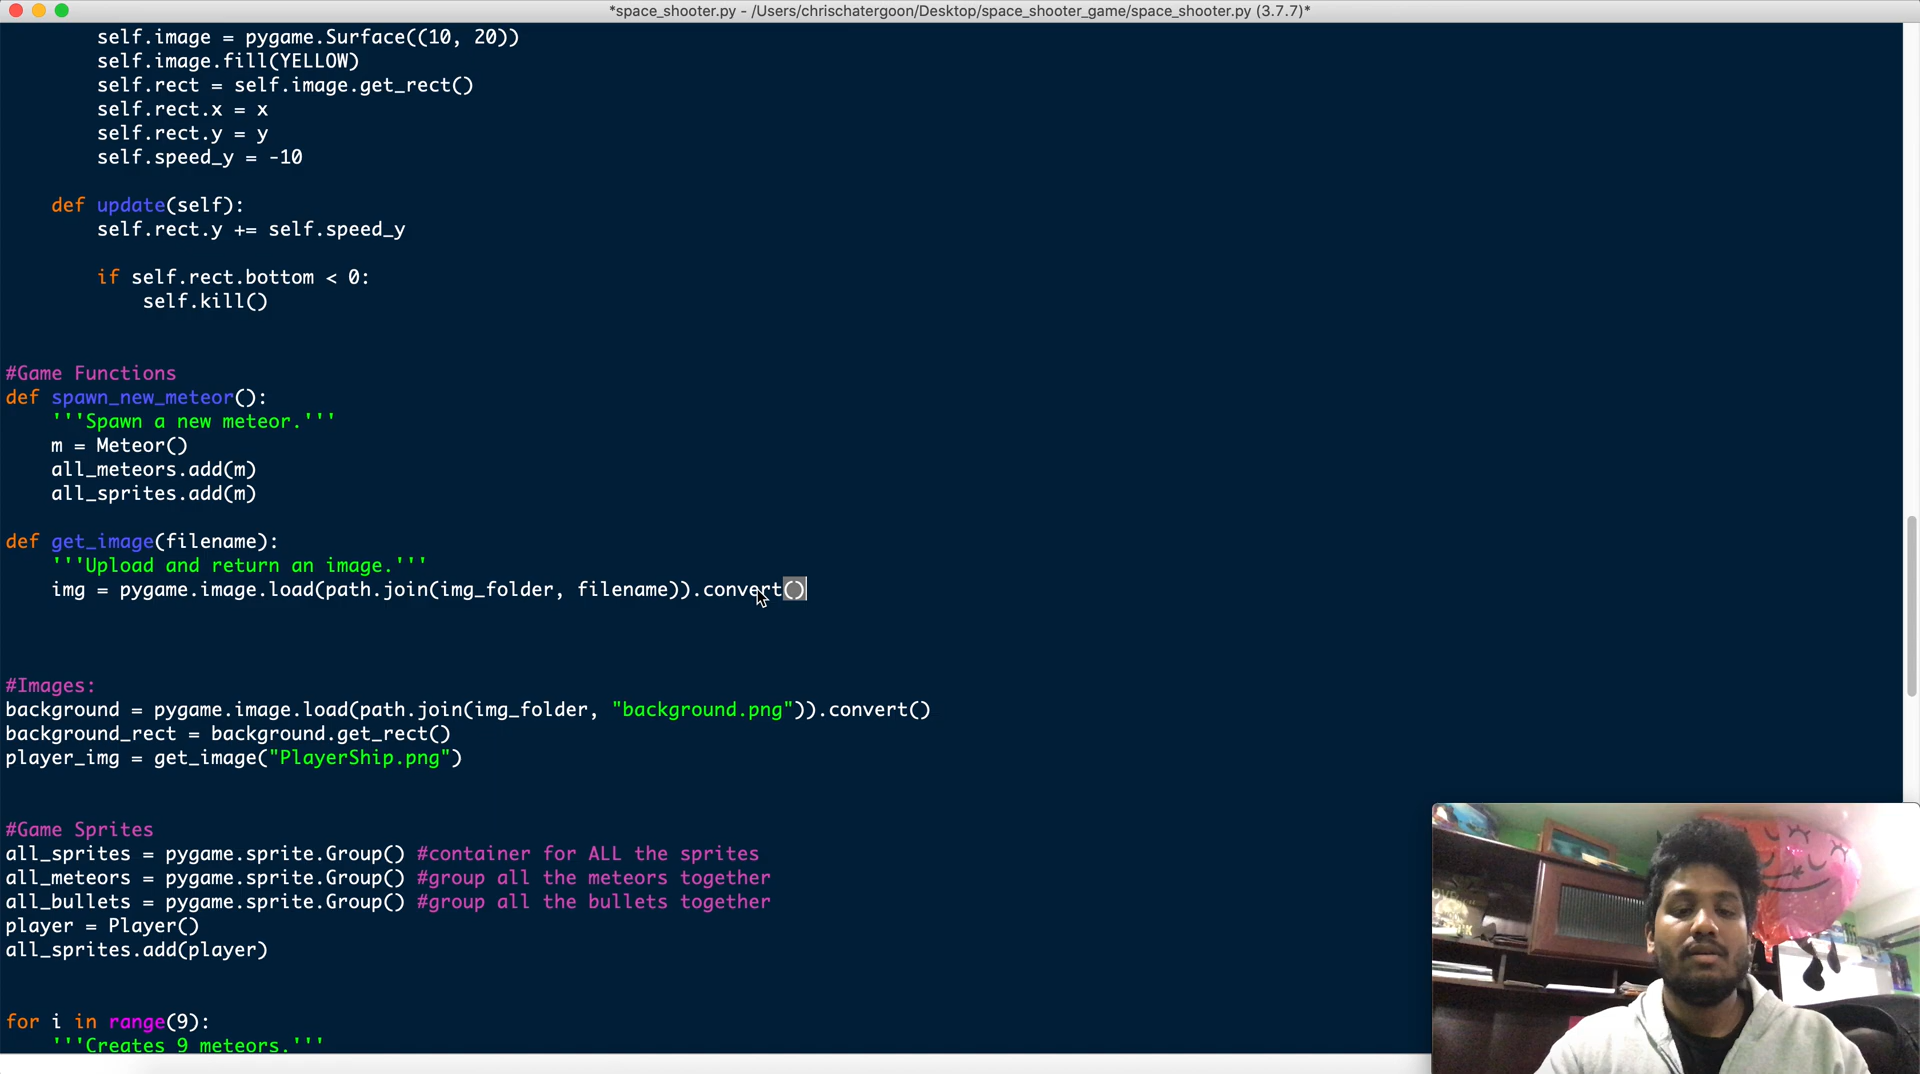 *space_shooter.py - /Users/chrischatergoon/Desktop/space_shooter_game/space_shooter.py (3.7.7)*
self.image = pygame.Surface((10, 20))
self.image.fill(YELLOW)
self.rect = self.image.get_rect()
self.rect.x = x
self.rect.y = y
self.speed_y = -10
def update(self):
self.rect.y += self.speed_y
if self.rect.bottom < 0:
self.kill()
#Game Functions
def spawn_new_meteor():
'''Spawn a new meteor.'''
m = Meteor()
all_meteors.add(m)
all_sprites.add(m)
def get_image(filename):
'''Upload and return an image.'''
img = pygame.image.load(path.join(img_folder, filename)).convert()
#Images:
background = pygame.image.load(path.join(img_folder, "background.png")).convert()
background_rect = background.get_rect()
player_img = get_image("PlayerShip.png")
#Game Sprites
all_sprites = pygame.sprite.Group() #container for ALL the sprites
all_meteors = pygame.sprite.Group() #group all the meteors together
all_bullets = pygame.sprite.Group() #group all the bullets together
player = Player()
all_sprites.add(player)
for i in range(9):
'''Creates 9 meteors.'''